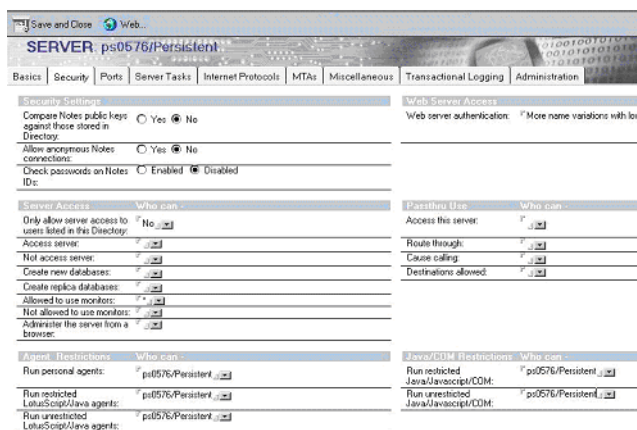 Save and Close Web...
SERVER: ps0576/Persistent
Basics Security Ports Server Tasks Internet Protocols MTAs Miscellaneous Transactional Logging Administration
Security Settings
Compare Notes public keys
against those stored in
Directory:
Yes No
Allow anonymous Notes
connections:
Yes No
Check passwords on Notes
IDs:
Enabled Disabled
Web Server Access
Web server authentication: More name variations with
Server Access Who can -
Only allow server access to
users listed in this Directory:
No
Access server:
Not access server:
Create new databases:
Create replica databases:
Allowed to use monitors: *
Not allowed to use monitors:
Administer the server from a
browser:
Passthru Use Who can -
Access this server:
Route through:
Cause calling:
Destinations allowed:
Agent Restrictions Who can -
Run personal agents: ps0576/Persistent
Run restricted
LotusScript/Java agents:
ps0576/Persistent
Run unrestricted
LotusScript/Java agents:
ps0576/Persistent
Java/COM Restrictions Who can -
Run restricted
Java/Javascript/COM:
ps0576/Persistent
Run unrestricted
Java/Javascript/COM:
ps0576/Persistent